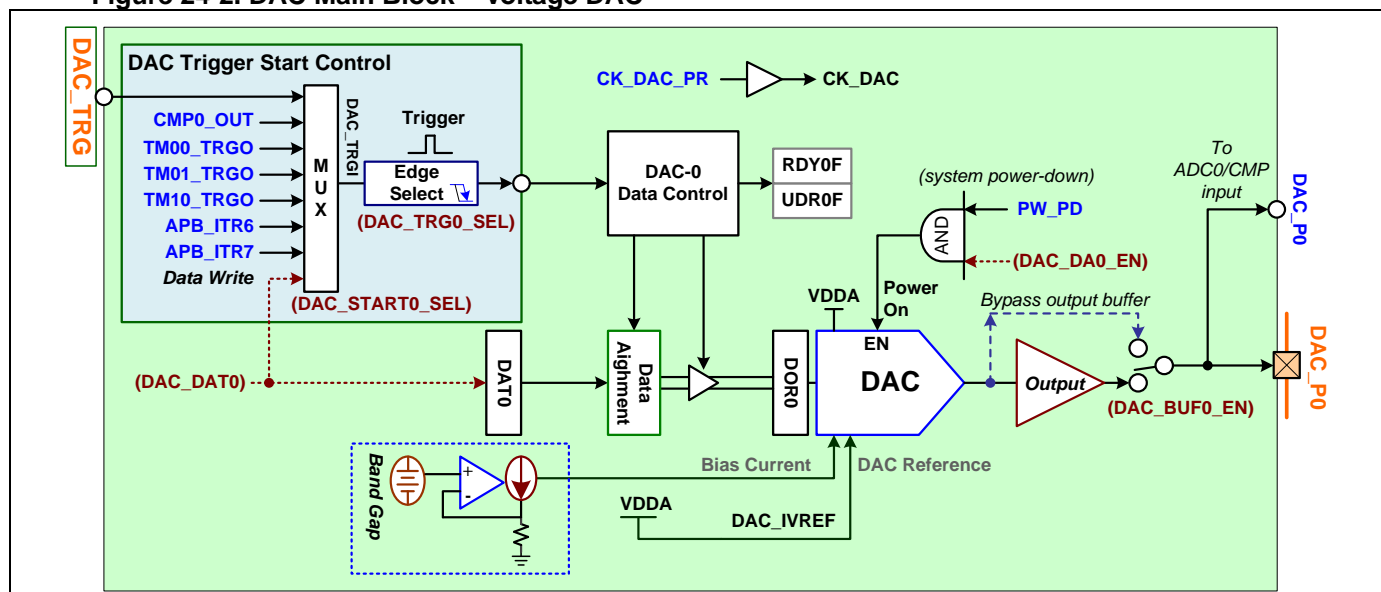 Figure 24-2. DAC Main Block – Voltage DAC
DAC_TRG
DAC Trigger Start Control
CMP0_OUT
TM00_TRGO
TM01_TRGO
TM10_TRGO
APB_ITR6
APB_ITR7
Data Write
MUX
DAC_TRGI
Trigger
Edge
Select
(DAC_TRG0_SEL)
(DAC_START0_SEL)
CK_DAC_PR
CK_DAC
DAC-0
Data Control
RDY0F
UDR0F
(system power-down)
PW_PD
AND
(DAC_DA0_EN)
Power
On
To
ADC0/CMP
input
DAC_P0
VDDA
Bypass output buffer
(DAC_DAT0)
DAT0
Data
Aighment
DOR0
EN
DAC
Output
(DAC_BUF0_EN)
DAC_P0
Band Gap
+
-
Bias Current
DAC Reference
VDDA
DAC_IVREF